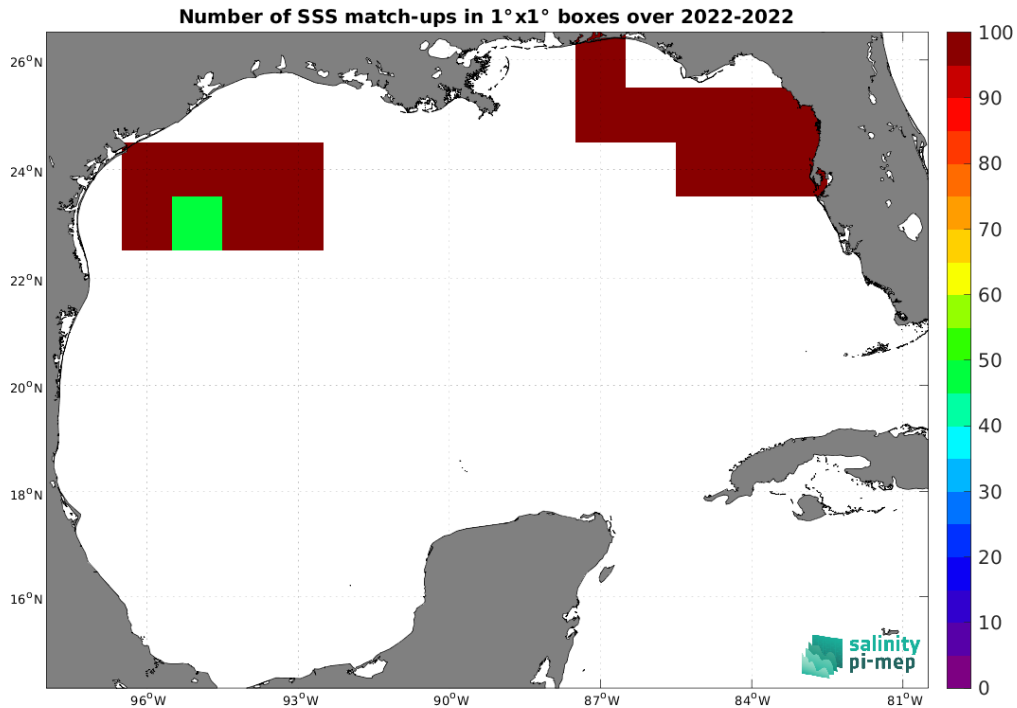 Number of SSS match-ups in 1°x1° boxes over 2022-2022
26°N
24°N
22°N
20°N
18°N
16°N
96°W
93°W
90°W
87°W
84°W
81°W
100
90
80
70
60
50
40
30
20
10
0
salinity
pi-mep